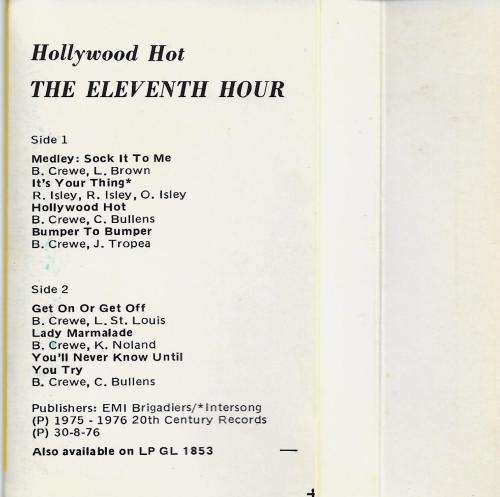 Hollywood Hot
THE ELEVENTH HOUR
Side 1
Medley: Sock It To Me
B. Crewe, L. Brown
It's Your Thing*
R. Isley, R. Isley, O. Isley
Hollywood Hot
B. Crewe, C. Bullens
Bumper To Bumper
B. Crewe, J. Tropea
Side 2
Get On Or Get Off
B. Crewe, L. St. Louis
Lady Marmalade
B. Crewe, K. Noland
You'll Never Know Until
You Try
B. Crewe, C. Bullens
Publishers: EMI Brigadiers/*Intersong
(P) 1975 - 1976 20th Century Records
(P) 30-8-76
Also available on LP GL 1853 —